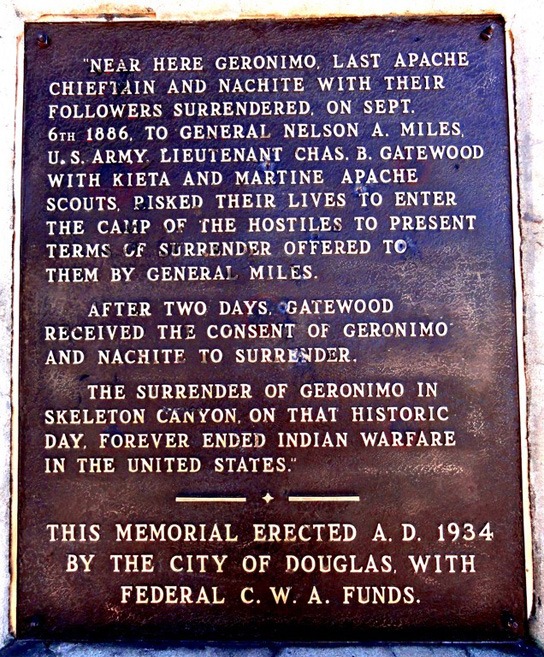 "NEAR HERE GERONIMO, LAST APACHE
CHIEFTAIN AND NACHITE WITH THEIR
FOLLOWERS SURRENDERED, ON SEPT.
6TH 1886, TO GENERAL NELSON A. MILES,
U.S. ARMY. LIEUTENANT CHAS. B. GATEWOOD
WITH KIETA AND MARTINE APACHE
SCOUTS, RISKED THEIR LIVES TO ENTER
THE CAMP OF THE HOSTILES TO PRESENT
TERMS OF SURRENDER OFFERED TO
THEM BY GENERAL MILES.
AFTER TWO DAYS, GATEWOOD
RECEIVED THE CONSENT OF GERONIMO
AND NACHITE TO SURRENDER.
THE SURRENDER OF GERONIMO IN
SKELETON CANYON, ON THAT HISTORIC
DAY, FOREVER ENDED INDIAN WARFARE
IN THE UNITED STATES."
THIS MEMORIAL ERECTED A.D. 1934
BY THE CITY OF DOUGLAS, WITH
FEDERAL C.W.A. FUNDS.